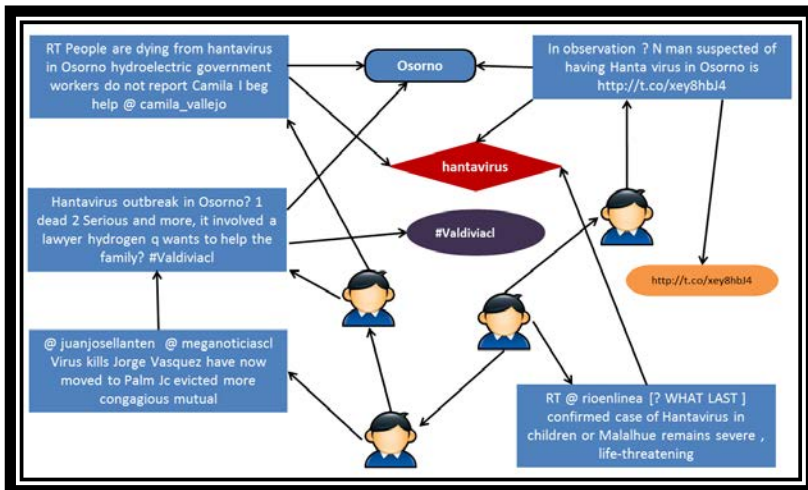 RT People are dying from hantavirus
in Osorno hydroelectric government
workers do not report Camila I beg
help @ camila_vallejo
Osorno
In observation ? N man suspected of
having Hanta virus in Osorno is
http://t.co/xey8hbJ4
hantavirus
Hantavirus outbreak in Osorno? 1
dead 2 Serious and more, it involved a
lawyer hydrogen q wants to help the
family? #Valdiviacl
#Valdiviacl
http://t.co/xey8hbJ4
@ juanjosellanten @ meganoticiascl
Virus kills Jorge Vasquez have now
moved to Palm Jc evicted more
congagious mutual
RT @ rioenlinea [? WHAT LAST ]
confirmed case of Hantavirus in
children or Malalhue remains severe ,
life-threatening